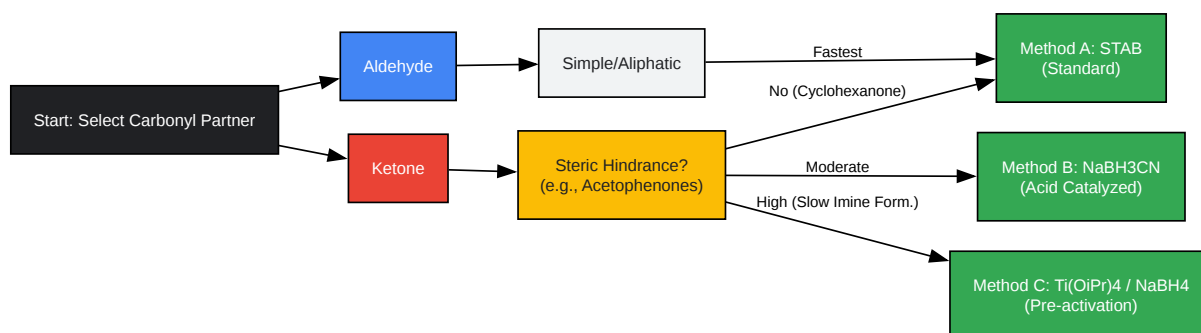 Start: Select Carbonyl Partner
Aldehyde
Simple/Aliphatic
Fastest
Method A: STAB
(Standard)
No (Cyclohexanone)
Ketone
Steric Hindrance?
(e.g., Acetophenones)
Moderate
Method B: NaBH3CN
(Acid Catalyzed)
High (Slow Imine Form.)
Method C: Ti(OiPr)4 / NaBH4
(Pre-activation)